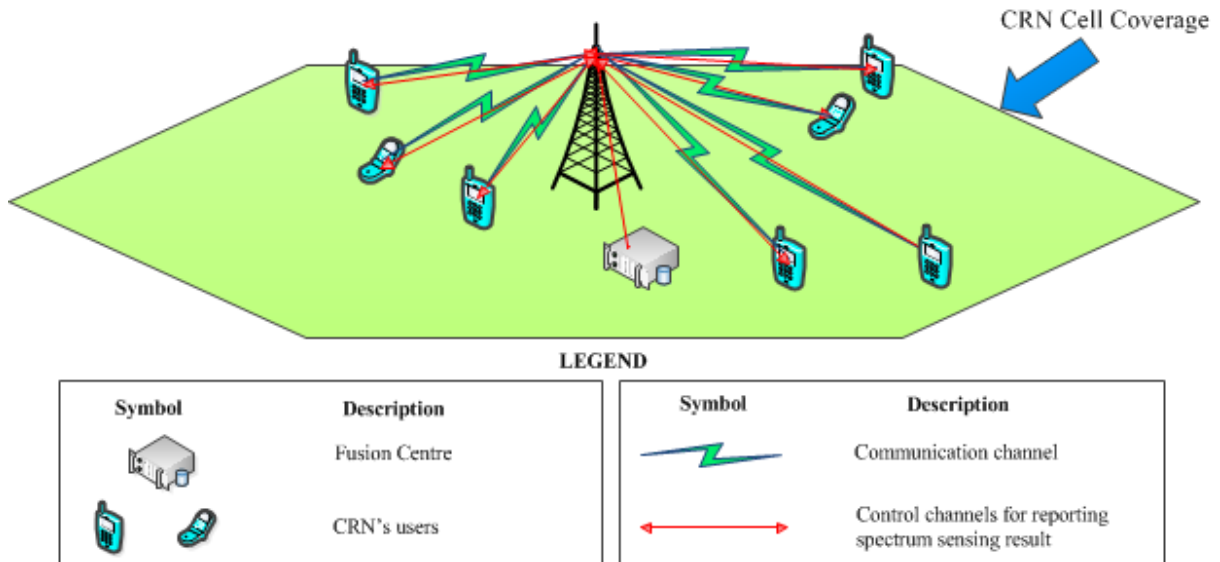 CRN Cell Coverage
LEGEND
Symbol
Description
Fusion Centre
CRN's users
Symbol
Description
Communication channel
Control channels for reporting
spectrum sensing result